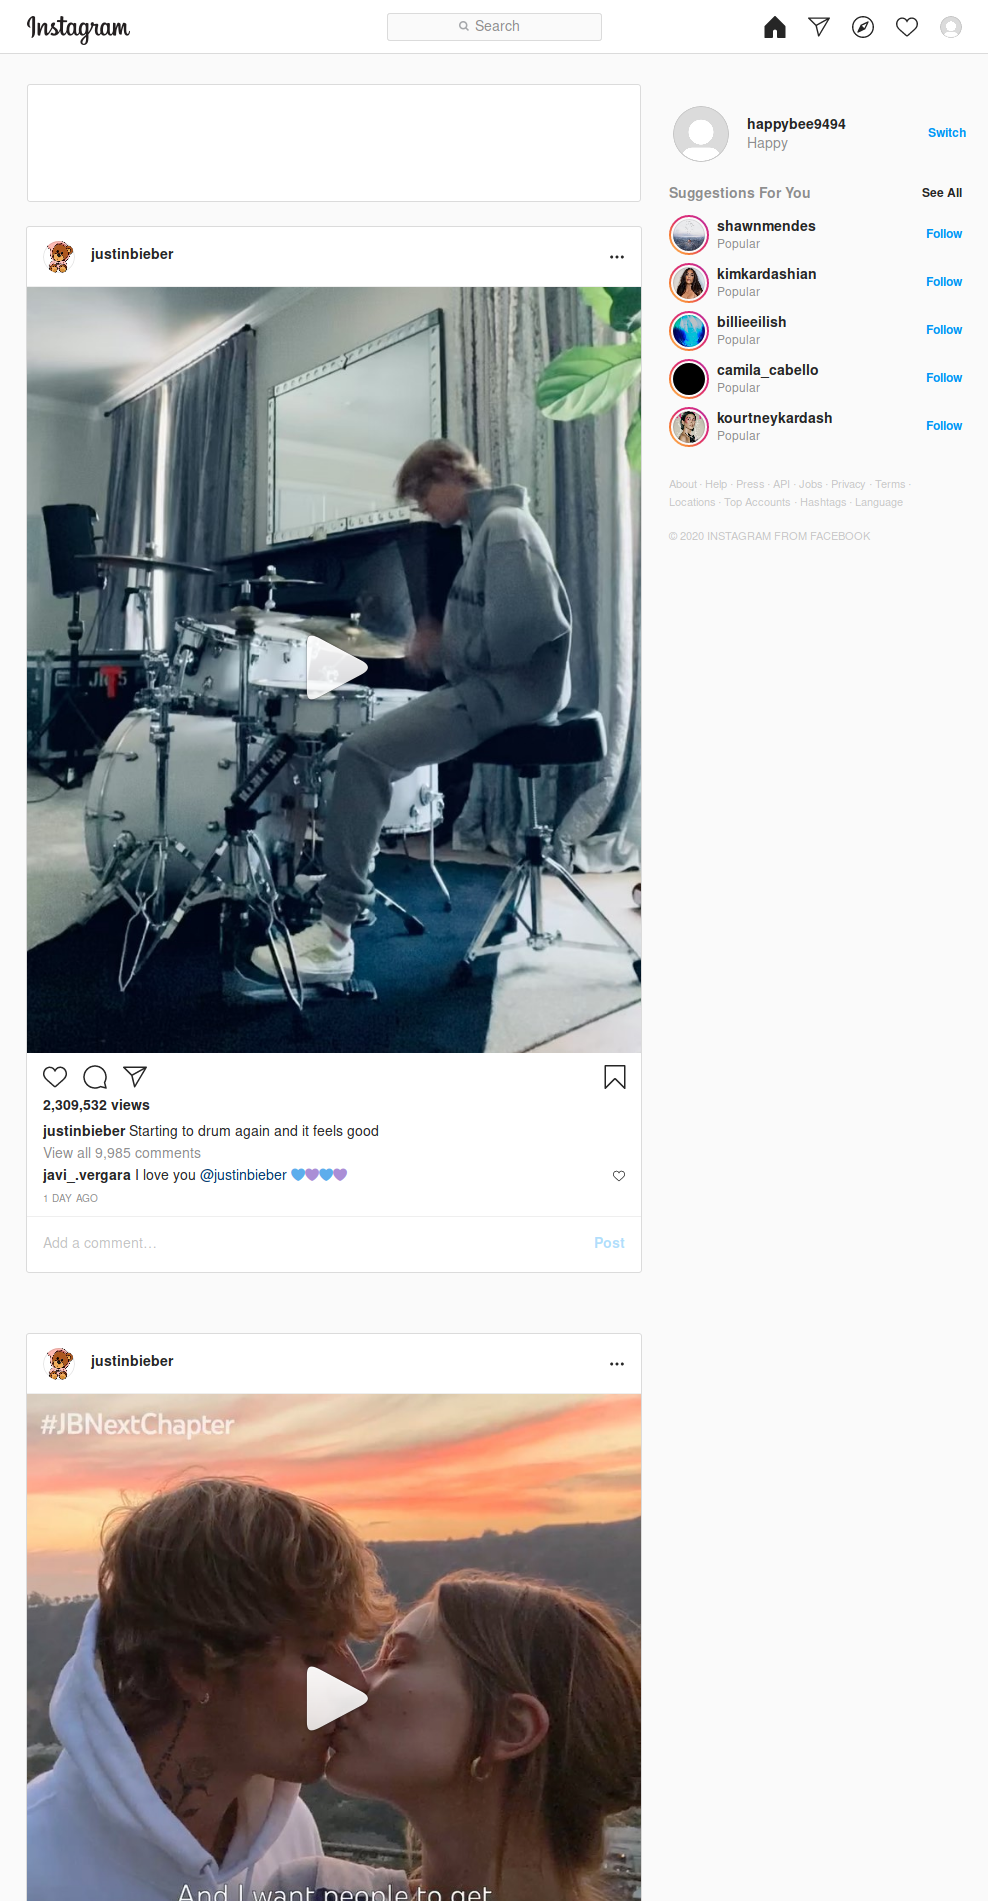 Instagram
Search
happybee9494
Happy
Switch
Suggestions For You
See All
shawnmendes
Popular
Follow
kimkardashian
Popular
Follow
billieeilish
Popular
Follow
camila_cabello
Popular
Follow
kourtneykardash
Popular
Follow
About · Help · Press · API · Jobs · Privacy · Terms ·
Locations · Top Accounts · Hashtags · Language
© 2020 INSTAGRAM FROM FACEBOOK
justinbieber
2,309,532 views
justinbieber Starting to drum again and it feels good
View all 9,985 comments
javi_.vergara I love you @justinbieber 💙💜💙💜
1 DAY AGO
Add a comment…
Post
justinbieber
#JBNextChapter
And I want people to get